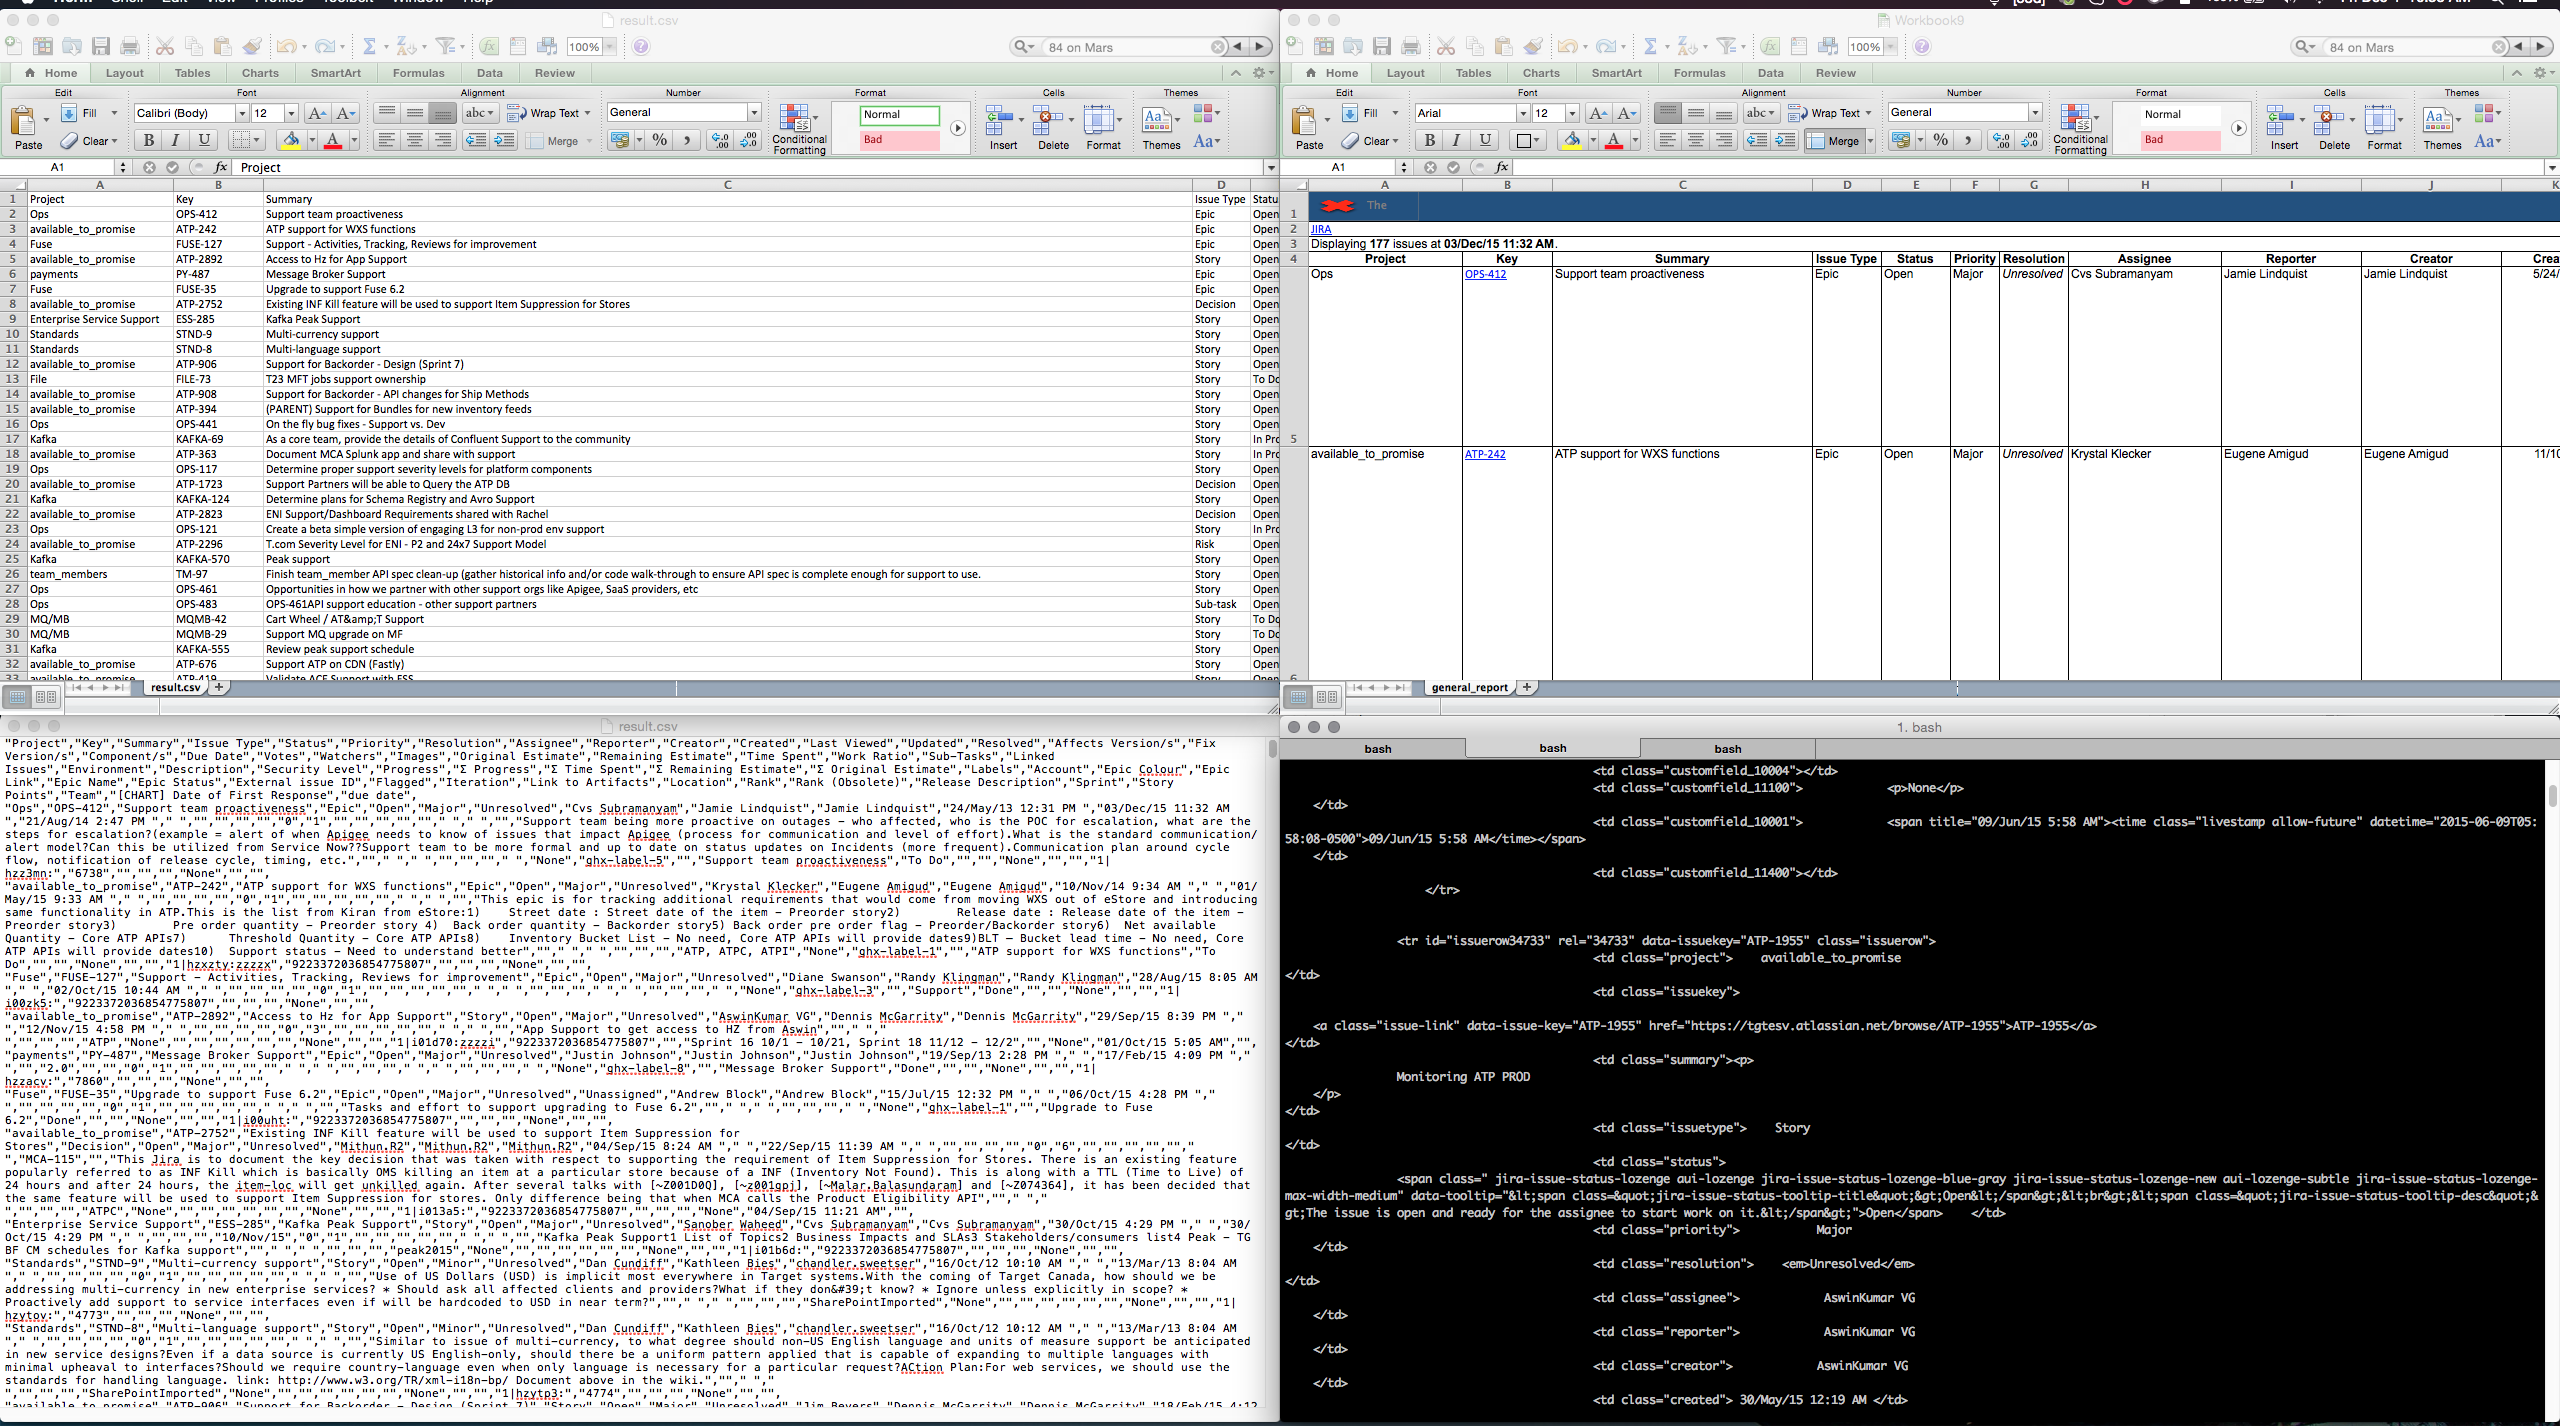 result.csv
84 on Mars
100%
Home Layout Tables Charts SmartArt Formulas Data Review
Edit Font Alignment Number Format Cells Themes
Fill Calibri (Body) 12 abc Wrap Text General Normal
Paste Clear B I U Merge % Conditional Formatting Bad Insert Delete Format Themes Aa
A1 fx Project
A B C D
1 Project Key Summary Issue Type Statu
2 Ops OPS-412 Support team proactiveness Epic Open
3 available_to_promise ATP-242 ATP support for WXS functions Epic Open
4 Fuse FUSE-127 Support - Activities, Tracking, Reviews for improvement Epic Open
5 available_to_promise ATP-2892 Access to Hz for App Support Story Open
6 payments PY-487 Message Broker Support Epic Open
7 Fuse FUSE-35 Upgrade to support Fuse 6.2 Epic Open
8 available_to_promise ATP-2752 Existing INF Kill feature will be used to support Item Suppression for Stores Decision Open
9 Enterprise Service Support ESS-285 Kafka Peak Support Story Open
10 Standards STND-9 Multi-currency support Story Open
11 Standards STND-8 Multi-language support Story Open
12 available_to_promise ATP-906 Support for Backorder - Design (Sprint 7) Story Open
13 File FILE-73 T23 MFT jobs support ownership Story To Do
14 available_to_promise ATP-908 Support for Backorder - API changes for Ship Methods Story Open
15 available_to_promise ATP-394 (PARENT) Support for Bundles for new inventory feeds Story Open
16 Ops OPS-441 On the fly bug fixes - Support vs. Dev Story Open
17 Kafka KAFKA-69 As a core team, provide the details of Confluent Support to the community Story In Pro
18 available_to_promise ATP-363 Document MCA Splunk app and share with support Story In Pro
19 Ops OPS-117 Determine proper support severity levels for platform components Story Open
20 available_to_promise ATP-1723 Support Partners will be able to Query the ATP DB Decision Open
21 Kafka KAFKA-124 Determine plans for Schema Registry and Avro Support Story Open
22 available_to_promise ATP-2823 ENI Support/Dashboard Requirements shared with Rachel Decision Open
23 Ops OPS-121 Create a beta simple version of engaging L3 for non-prod env support Story In Pro
24 available_to_promise ATP-2296 T.com Severity Level for ENI - P2 and 24x7 Support Model Risk Open
25 Kafka KAFKA-570 Peak support Story Open
26 team_members TM-97 Finish team_member API spec clean-up (gather historical info and/or code walk-through to ensure API spec is complete enough for support to use. Story Open
27 Ops OPS-461 Opportunities in how we partner with other support orgs like Apigee, SaaS providers, etc Story Open
28 Ops OPS-483 OPS-461API support education - other support partners Sub-task Open
29 MQ/MB MQMB-42 Cart Wheel / AT&amp;T Support Story To Do
30 MQ/MB MQMB-29 Support MQ upgrade on MF Story To Do
31 Kafka KAFKA-555 Review peak support schedule Story Open
32 available_to_promise ATP-676 Support ATP on CDN (Fastly) Story Open
33 available_to_promise ATP-419 Validate ACF Support with ESS Story Open
result.csv
Workbook9
84 on Mars
100%
Home Layout Tables Charts SmartArt Formulas Data Review
Edit Font Alignment Number Format Cells Themes
Fill Arial 12 abc Wrap Text General Normal
Paste Clear B I U Merge % Conditional Formatting Bad Insert Delete Format Themes Aa
A1 fx
A B C D E F G H I J K
1 The
2 JIRA
3 Displaying 177 issues at 03/Dec/15 11:32 AM.
4 Project Key Summary Issue Type Status Priority Resolution Assignee Reporter Creator Crea
5 Ops OPS-412 Support team proactiveness Epic Open Major Unresolved Cvs Subramanyam Jamie Lindquist Jamie Lindquist 5/24/
6 available_to_promise ATP-242 ATP support for WXS functions Epic Open Major Unresolved Krystal Klecker Eugene Amigud Eugene Amigud 11/10
general_report
result.csv
"Project","Key","Summary","Issue Type","Status","Priority","Resolution","Assignee","Reporter","Creator","Created","Last Viewed","Updated","Resolved","Affects Version/s","Fix
Version/s","Component/s","Due Date","Votes","Watchers","Images","Original Estimate","Remaining Estimate","Time Spent","Work Ratio","Sub-Tasks","Linked
Issues","Environment","Description","Security Level","Progress","Σ Progress","Σ Time Spent","Σ Remaining Estimate","Σ Original Estimate","Labels","Account","Epic Colour","Epic
Link","Epic Name","Epic Status","External issue ID","Flagged","Iteration","Link to Artifacts","Location","Rank","Rank (Obsolete)","Release Description","Sprint","Story
Points","Team","[CHART] Date of First Response","due date",
"Ops","OPS-412","Support team proactiveness","Epic","Open","Major","Unresolved","Cvs Subramanyam","Jamie Lindquist","Jamie Lindquist","24/May/13 12:31 PM ","03/Dec/15 11:32 AM
","21/Aug/14 2:47 PM "," ","","","","","0","1","","","","","" "," "," ","","Support team being more proactive on outages – who affected, who is the POC for escalation, what are the
steps for escalation?(example = alert of when Apigee needs to know of issues that impact Apigee (process for communication and level of effort).What is the standard communication/
alert model?Can this be utilized from Service Now??Support team to be more formal and up to date on status updates on Incidents (more frequent).Communication plan around cycle
flow, notification of release cycle, timing, etc.","","None","ghx-label-5","","Support team proactiveness","To Do","","","None","","","1|
hzz3mn:","6738","","","","None","","",
"available_to_promise","ATP-242","ATP support for WXS functions","Epic","Open","Major","Unresolved","Krystal Klecker","Eugene Amigud","Eugene Amigud","10/Nov/14 9:34 AM "," ","01/
May/15 9:33 AM "," ","","","","","0","1","","This epic is for tracking additional requirements that would come from moving WXS out of eStore and introducing
same functionality in ATP.This is the list from Kiran from eStore:1) Street date : Street date of the item – Preorder story2) Release date : Release date of the item –
Preorder story3) Pre order quantity – Preorder story 4) Back order quantity – Backorder story5) Back order pre order flag – Preorder/Backorder story6) Net available
Quantity – Core ATP APIs7) Threshold Quantity – Core ATP APIs8) Inventory Bucket List – No need, Core ATP APIs will provide dates9)BLT – Bucket lead time – No need, Core
ATP APIs will provide dates10) Support status – Need to understand better","","ATP, ATPC, ATPI","None","ghx-label-1","","ATP support for WXS functions","To
Do","","","None","","","1|hzxzty:zzzzx","9223372036854775807","","","","None","","",
"Fuse","FUSE-127","Support – Activities, Tracking, Reviews for improvement","Epic","Open","Major","Unresolved","Diane Swanson","Randy Klingman","Randy Klingman","28/Aug/15 8:05 AM
"," ","02/Oct/15 10:44 AM "," ","","","","","0","1","","None","ghx-label-3","","Support","Done","","","None","","","1|
i00zk5:","9223372036854775807","","","","None","","",
"available_to_promise","ATP-2892","Access to Hz for App Support","Story","Open","Major","Unresolved","AswinKumar VG","Dennis McGarrity","Dennis McGarrity","29/Sep/15 8:39 PM "," "
","12/Nov/15 4:58 PM "," ","","","","","0","3","","App Support to get access to HZ from Aswin","",""," ","
","","","","ATP","None","","","","","None","","","1|i01d70:zzzzi","9223372036854775807","","Sprint 16 10/1 – 10/21, Sprint 18 11/12 – 12/2","","None","01/Oct/15 5:05 AM","",
"payments","PY-487","Message Broker Support","Epic","Open","Major","Unresolved","Justin Johnson","Justin Johnson","Justin Johnson","19/Sep/13 2:28 PM "," ","17/Feb/15 4:09 PM ","
","","2.0","","","0","1","","None","ghx-label-8","","Message Broker Support","Done","","","None","","","1|
hzzacv:","7860","","","","None","","",
"Fuse","FUSE-35","Upgrade to support Fuse 6.2","Epic","Open","Major","Unresolved","Unassigned","Andrew Block","Andrew Block","15/Jul/15 12:32 PM "," ","06/Oct/15 4:28 PM "," "
","","","","","0","1","","Tasks and effort to support upgrading to Fuse 6.2","","None","ghx-label-1","","Upgrade to Fuse
6.2","Done","","","None","","","1|i00uht:","9223372036854775807","","","","None","","",
"available_to_promise","ATP-2752","Existing INF Kill feature will be used to support Item Suppression for
Stores","Decision","Open","Major","Unresolved","Mithun.R2","Mithun.R2","Mithun.R2","04/Sep/15 8:24 AM "," ","22/Sep/15 11:39 AM "," ","","","","","0","6","","","","","","
","MCA-115","","This Jira is to document the key decision that was taken with respect to supporting the requirement of Item Suppression for Stores. There is an existing feature
popularly referred to as INF Kill which is basically OMS killing an item at a particular store because of a INF (Inventory Not Found). This is along with a TTL (Time to Live) of
24 hours and after 24 hours, the item-loc will get unkilled again. After several talks with [~Z001D0Q], [~z001gpj], [~Malar.Balasundaram] and [~Z074364], it has been decided that
the same feature will be used to support Item Suppression for stores. Only difference being that when MCA calls the Product Eligibility API","",""," ","
","","","","ATPC","None","","","","","None","","","1|i013a5:","9223372036854775807","","","","None","04/Sep/15 11:21 AM","",
"Enterprise Service Support","ESS-285","Kafka Peak Support","Story","Open","Major","Unresolved","Sanober Waheed","Cvs Subramanyam","Cvs Subramanyam","30/Oct/15 4:29 PM "," ","30/
Oct/15 4:29 PM "," ","","","","10/Nov/15","0","1","","Kafka Peak Support1 List of Topics2 Business Impacts and SLAs3 Stakeholders/consumers list4 Peak – TG
BF CM schedules for Kafka support","","peak2015","None","","","","","None","","","1|i01b6d:","9223372036854775807","","","","None","","",
"Standards","STND-9","Multi-currency support","Story","Open","Minor","Unresolved","Dan Cundiff","Kathleen Bies","chandler.sweetser","16/Oct/12 10:10 AM "," ","13/Mar/13 8:04 AM
"," ","","","","","0","1","","Use of US Dollars (USD) is implicit most everywhere in Target systems.With the coming of Target Canada, how should we be
addressing multi-currency in new enterprise services? * Should ask all affected clients and providers?What if they don&#39;t know? * Ignore unless explicitly in scope? *
Proactively add support to service interfaces even if will be hardcoded to USD in near term?","","SharePointImported","None","","","","","None","","","1|
hzytov:","4773","","","","None","","",
"Standards","STND-8","Multi-language support","Story","Open","Minor","Unresolved","Dan Cundiff","Kathleen Bies","chandler.sweetser","16/Oct/12 10:12 AM "," ","13/Mar/13 8:04 AM
"," ","","","","","0","1","","Similar to issue of multi-currency, to what degree should non-US English language and units of measure support be anticipated
in new service designs?Even if a data source is currently US English-only, should there be a uniform pattern applied that is capable of expanding to multiple languages with
minimal upheaval to interfaces?Should we require country-language even when only language is necessary for a particular request?ACtion Plan:For web services, we should use the
standards for handling language. link: http://www.w3.org/TR/xml-i18n-bp/ Document above in the wiki.","",""," ","
","","","","SharePointImported","None","","","","","None","","","1|hzytp3:","4774","","","","None","","",
"available_to_promise","ATP-906","Support for Backorder – Design (Sprint 7)","Story","Open","Major","Unresolved","Jim Beyers","Dennis McGarrity","Dennis McGarrity","18/Feb/15 4:12
1. bash
bash bash bash
<td class="customfield_10004"></td>
<td class="customfield_11100"> <p>None</p>
</td>
<td class="customfield_10001"> <span title="09/Jun/15 5:58 AM"><time class="livestamp allow-future" datetime="2015-06-09T05:
58:08-0500">09/Jun/15 5:58 AM</time></span>
</td>
<td class="customfield_11400"></td>
</tr>
<tr id="issuerow34733" rel="34733" data-issuekey="ATP-1955" class="issuerow">
<td class="project"> available_to_promise
</td>
<td class="issuekey">
<a class="issue-link" data-issue-key="ATP-1955" href="https://tgtesv.atlassian.net/browse/ATP-1955">ATP-1955</a>
</td>
<td class="summary"><p>
Monitoring ATP PROD
</p>
</td>
<td class="issuetype"> Story
</td>
<td class="status">
<span class=" jira-issue-status-lozenge aui-lozenge jira-issue-status-lozenge-blue-gray jira-issue-status-lozenge-new aui-lozenge-subtle jira-issue-status-lozenge-
max-width-medium" data-tooltip="&lt;span class=&quot;jira-issue-status-tooltip-title&quot;&gt;Open&lt;/span&gt;&lt;br&gt;&lt;span class=&quot;jira-issue-status-tooltip-desc&quot;&
gt;The issue is open and ready for the assignee to start work on it.&lt;/span&gt;">Open</span> </td>
<td class="priority"> Major
</td>
<td class="resolution"> <em>Unresolved</em>
</td>
<td class="assignee"> AswinKumar VG
</td>
<td class="reporter"> AswinKumar VG
</td>
<td class="creator"> AswinKumar VG
</td>
<td class="created"> 30/May/15 12:19 AM </td>